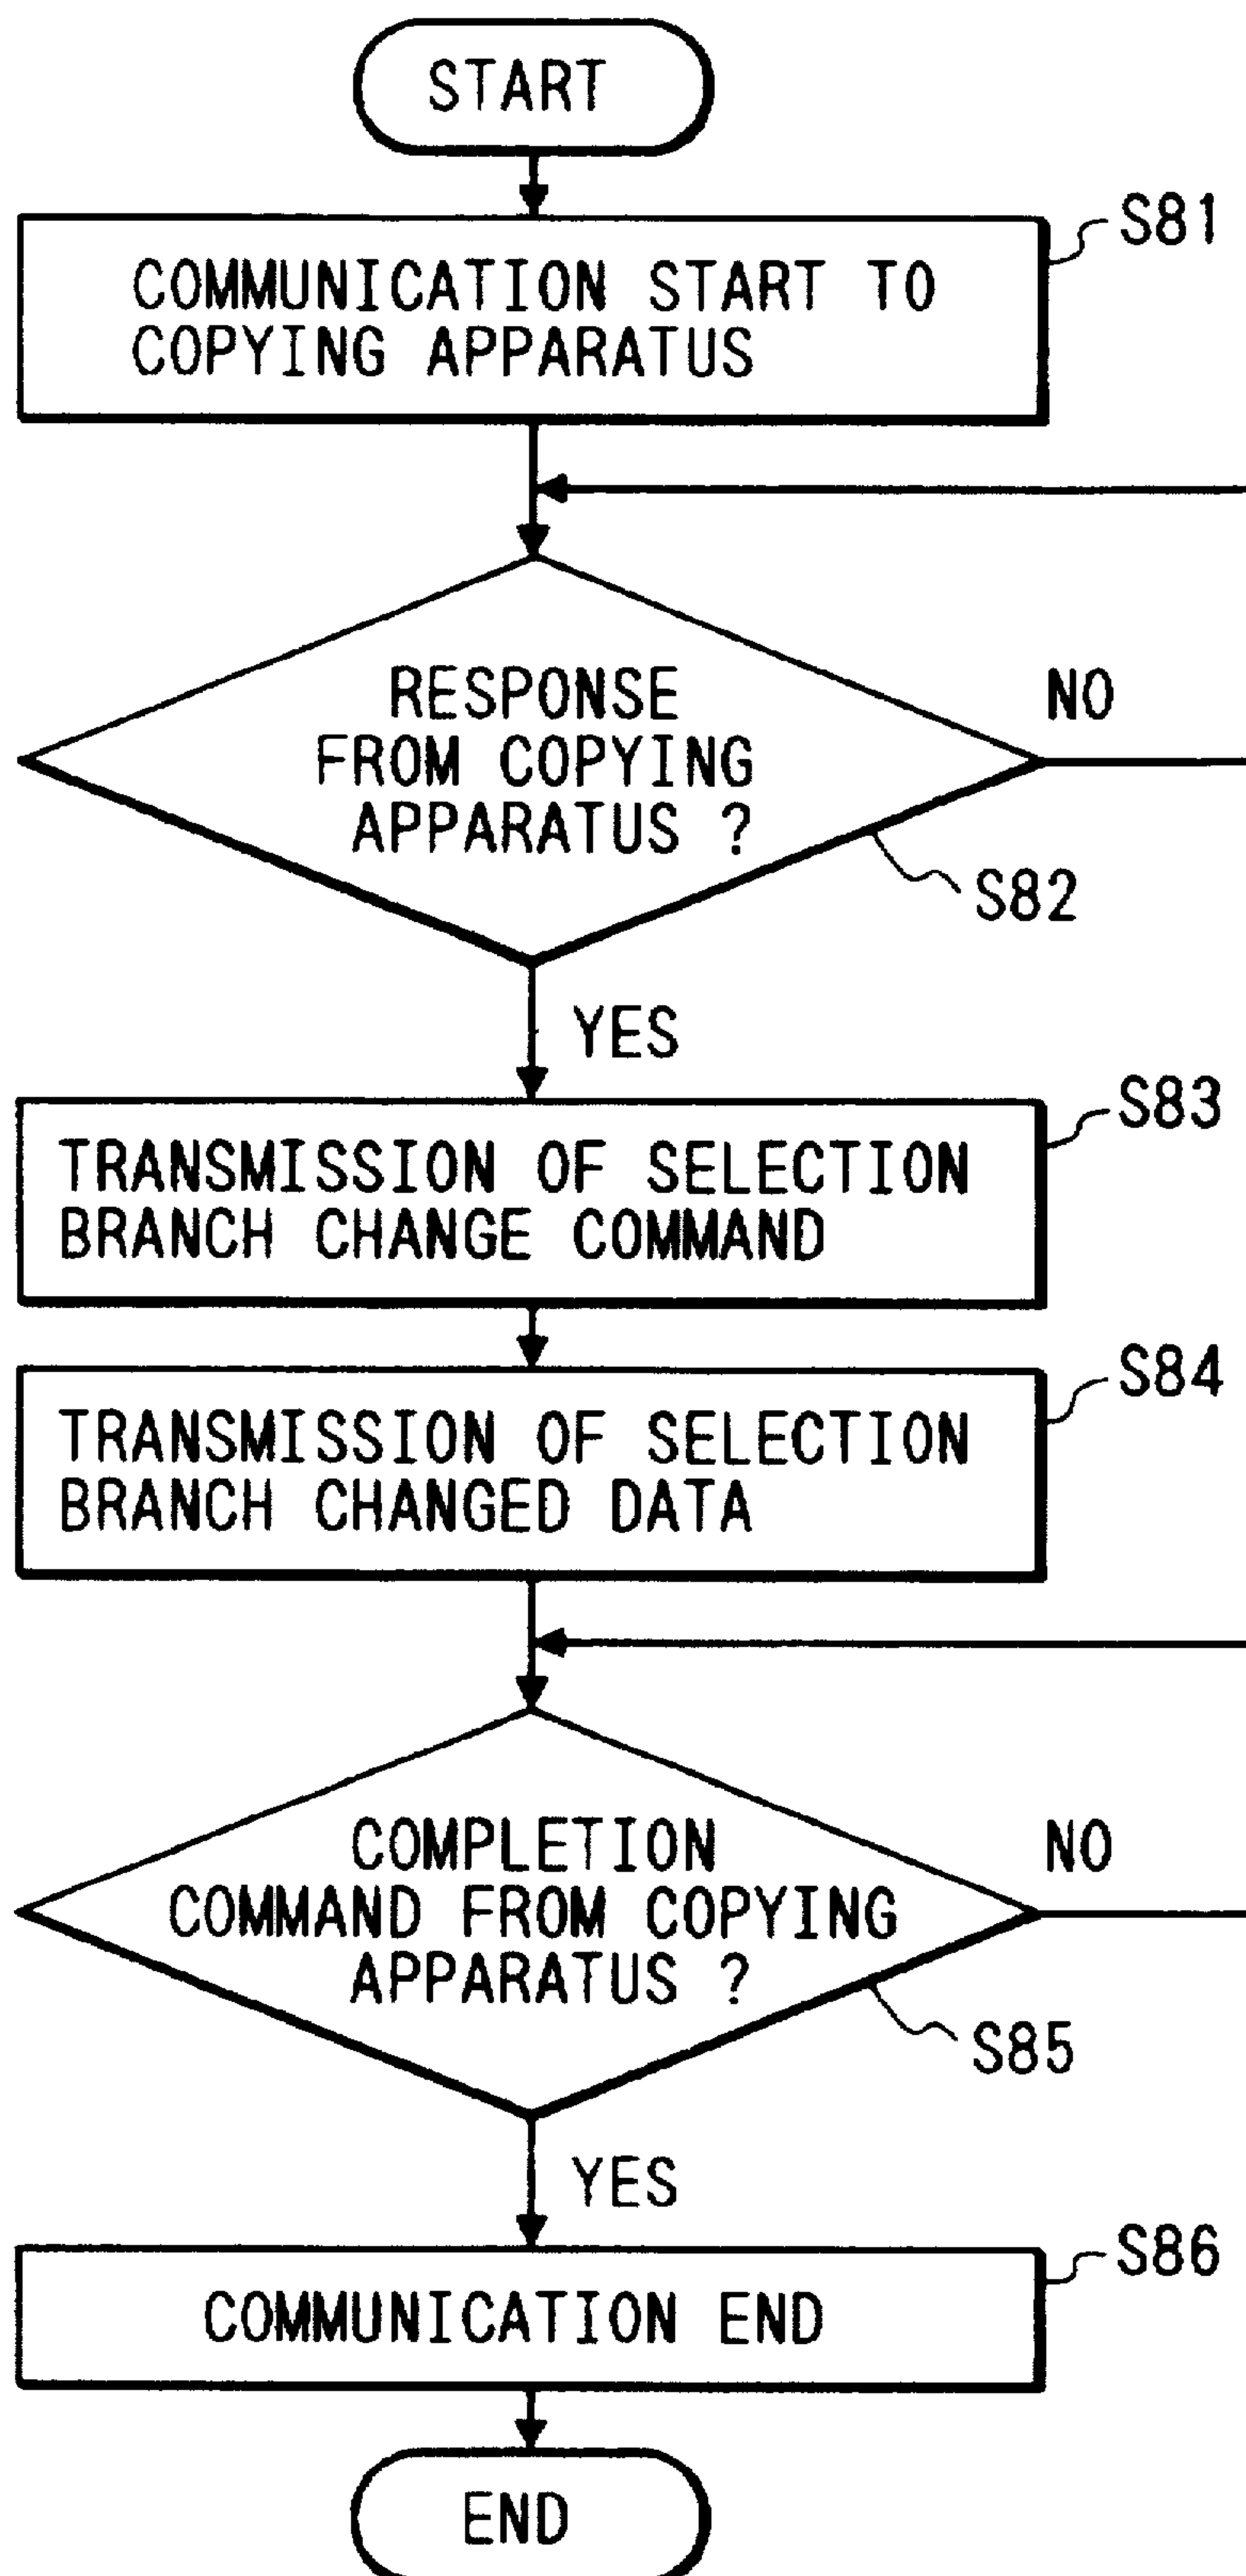 START
S81
COMMUNICATION START TO
COPYING APPARATUS
RESPONSE
FROM COPYING
APPARATUS ?
NO
S82
YES
S83
TRANSMISSION OF SELECTION
BRANCH CHANGE COMMAND
S84
TRANSMISSION OF SELECTION
BRANCH CHANGED DATA
COMPLETION
COMMAND FROM COPYING
APPARATUS ?
NO
S85
YES
S86
COMMUNICATION END
END